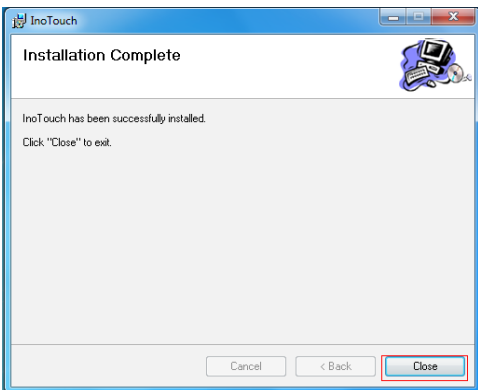 InoTouch
Installation Complete
InoTouch has been successfully installed.
Click "Close" to exit.
Cancel
< Back
Close